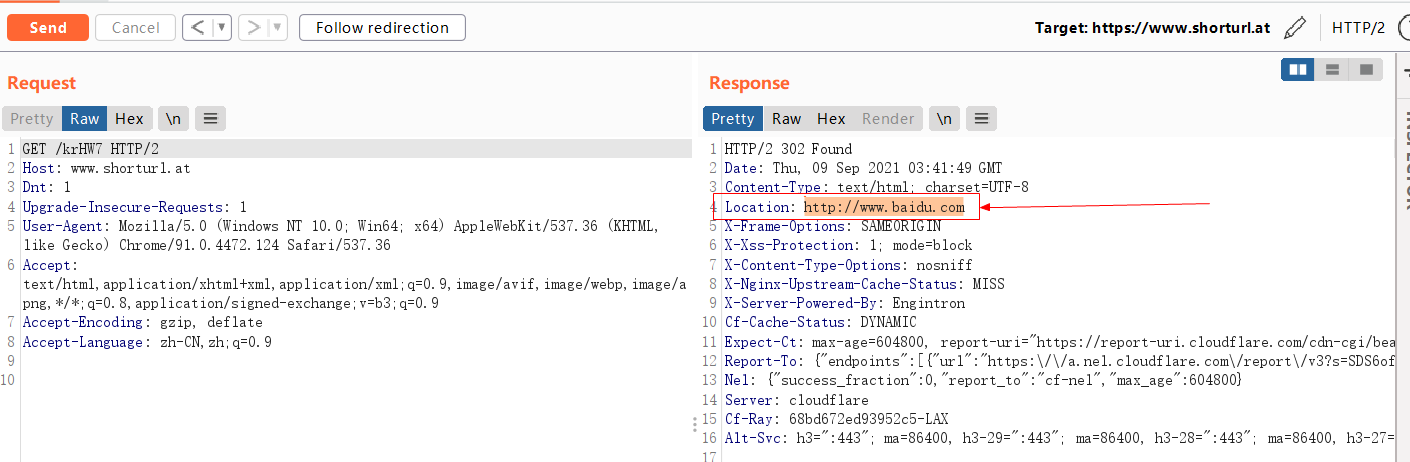 Send Cancel < ▼ > ▼ Follow redirection Target: https://www.shorturl.at HTTP/2
Request
Pretty Raw Hex \n
1 GET /krHW7 HTTP/2
2 Host: www.shorturl.at
3 Dnt: 1
4 Upgrade-Insecure-Requests: 1
5 User-Agent: Mozilla/5.0 (Windows NT 10.0; Win64; x64) AppleWebKit/537.36 (KHTML,
like Gecko) Chrome/91.0.4472.124 Safari/537.36
6 Accept:
text/html,application/xhtml+xml,application/xml;q=0.9,image/avif,image/webp,image/a
png,*/*;q=0.8,application/signed-exchange;v=b3;q=0.9
7 Accept-Encoding: gzip, deflate
8 Accept-Language: zh-CN,zh;q=0.9
9
10
Response
Pretty Raw Hex Render \n
1 HTTP/2 302 Found
2 Date: Thu, 09 Sep 2021 03:41:49 GMT
3 Content-Type: text/html; charset=UTF-8
4 Location: http://www.baidu.com
5 X-Frame-Options: SAMEORIGIN
6 X-Xss-Protection: 1; mode=block
7 X-Content-Type-Options: nosniff
8 X-Nginx-Upstream-Cache-Status: MISS
9 X-Server-Powered-By: Engintron
10 Cf-Cache-Status: DYNAMIC
11 Expect-Ct: max-age=604800, report-uri="https://report-uri.cloudflare.com/cdn-cgi/bea
12 Report-To: {"endpoints":[{"url":"https:\/\/a.nel.cloudflare.com\/report\/v3?s=SDS6of
13 Nel: {"success_fraction":0,"report_to":"cf-nel","max_age":604800}
14 Server: cloudflare
15 Cf-Ray: 68bd672ed93952c5-LAX
16 Alt-Svc: h3=":443"; ma=86400, h3-29=":443"; ma=86400, h3-28=":443"; ma=86400, h3-27=
17